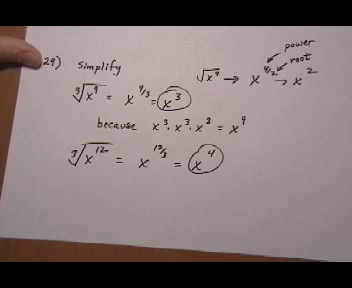 29) Simplify
∛x⁹ = x^9/3 = x³
because x³·x³·x³ = x⁹
∛x¹² = x^12/3 = x⁴
power
root
√x⁴ → x^4/2 → x²